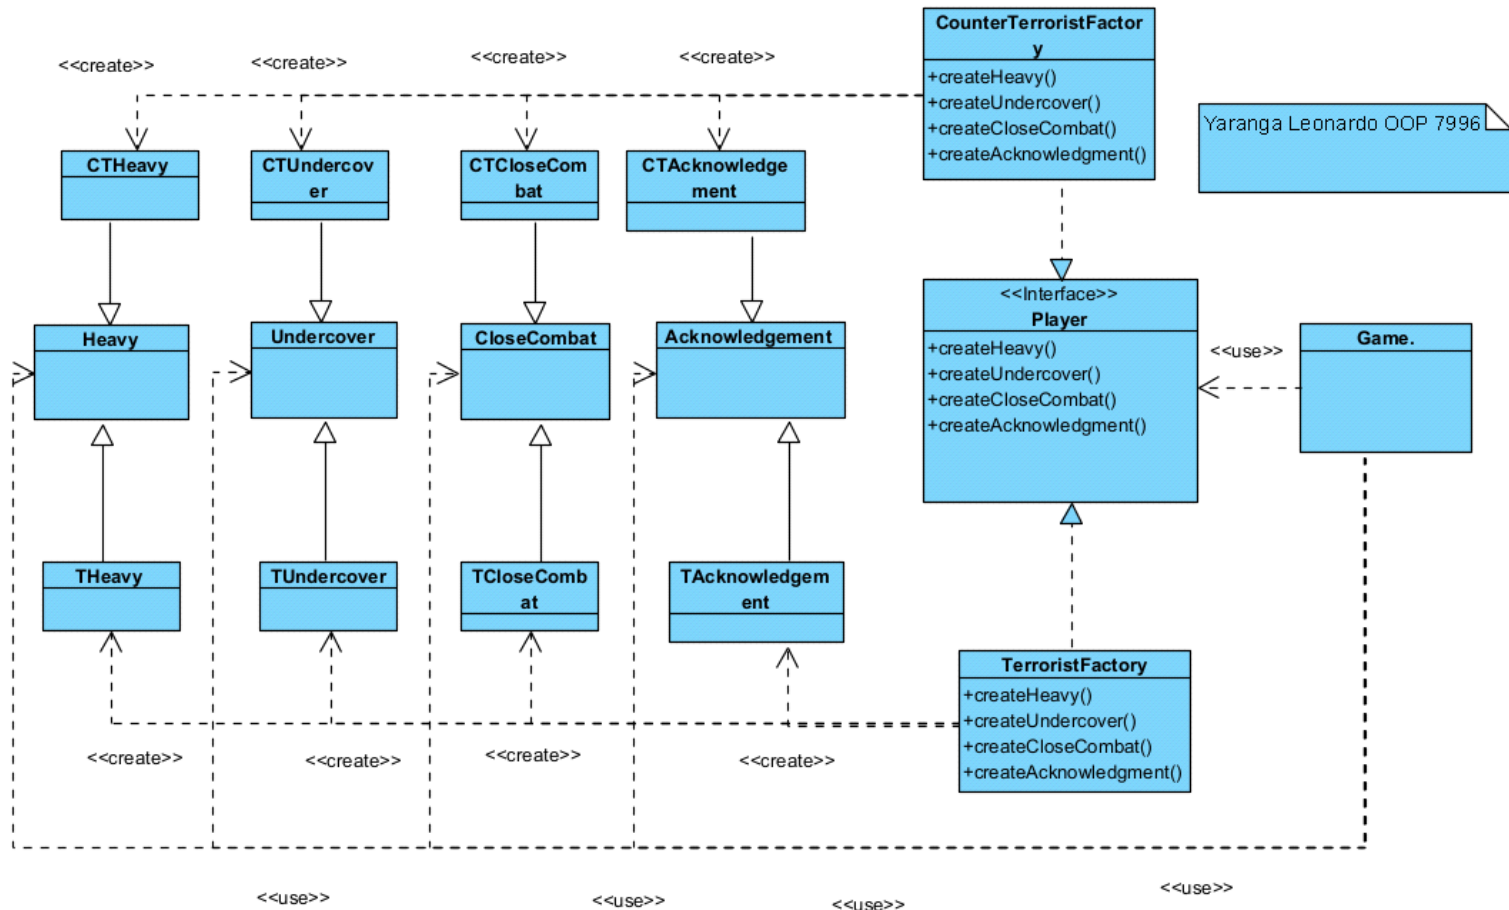 CounterTerroristFactor
y
+createHeavy()
+createUndercover()
+createCloseCombat()
+createAcknowledgment()
<<create>>
<<create>>
<<create>>
<<create>>
Yaranga Leonardo OOP 7996
CTHeavy
CTUndercov
er
CTCloseCom
bat
CTAcknowledge
ment
Heavy
Undercover
CloseCombat
Acknowledgement
<<Interface>>
Player
+createHeavy()
+createUndercover()
+createCloseCombat()
+createAcknowledgment()
<<use>>
Game.
THeavy
TUndercover
TCloseComb
at
TAcknowledgem
ent
TerroristFactory
+createHeavy()
+createUndercover()
+createCloseCombat()
+createAcknowledgment()
<<create>>
<<create>>
<<create>>
<<create>>
<<use>>
<<use>>
<<use>>
<<use>>